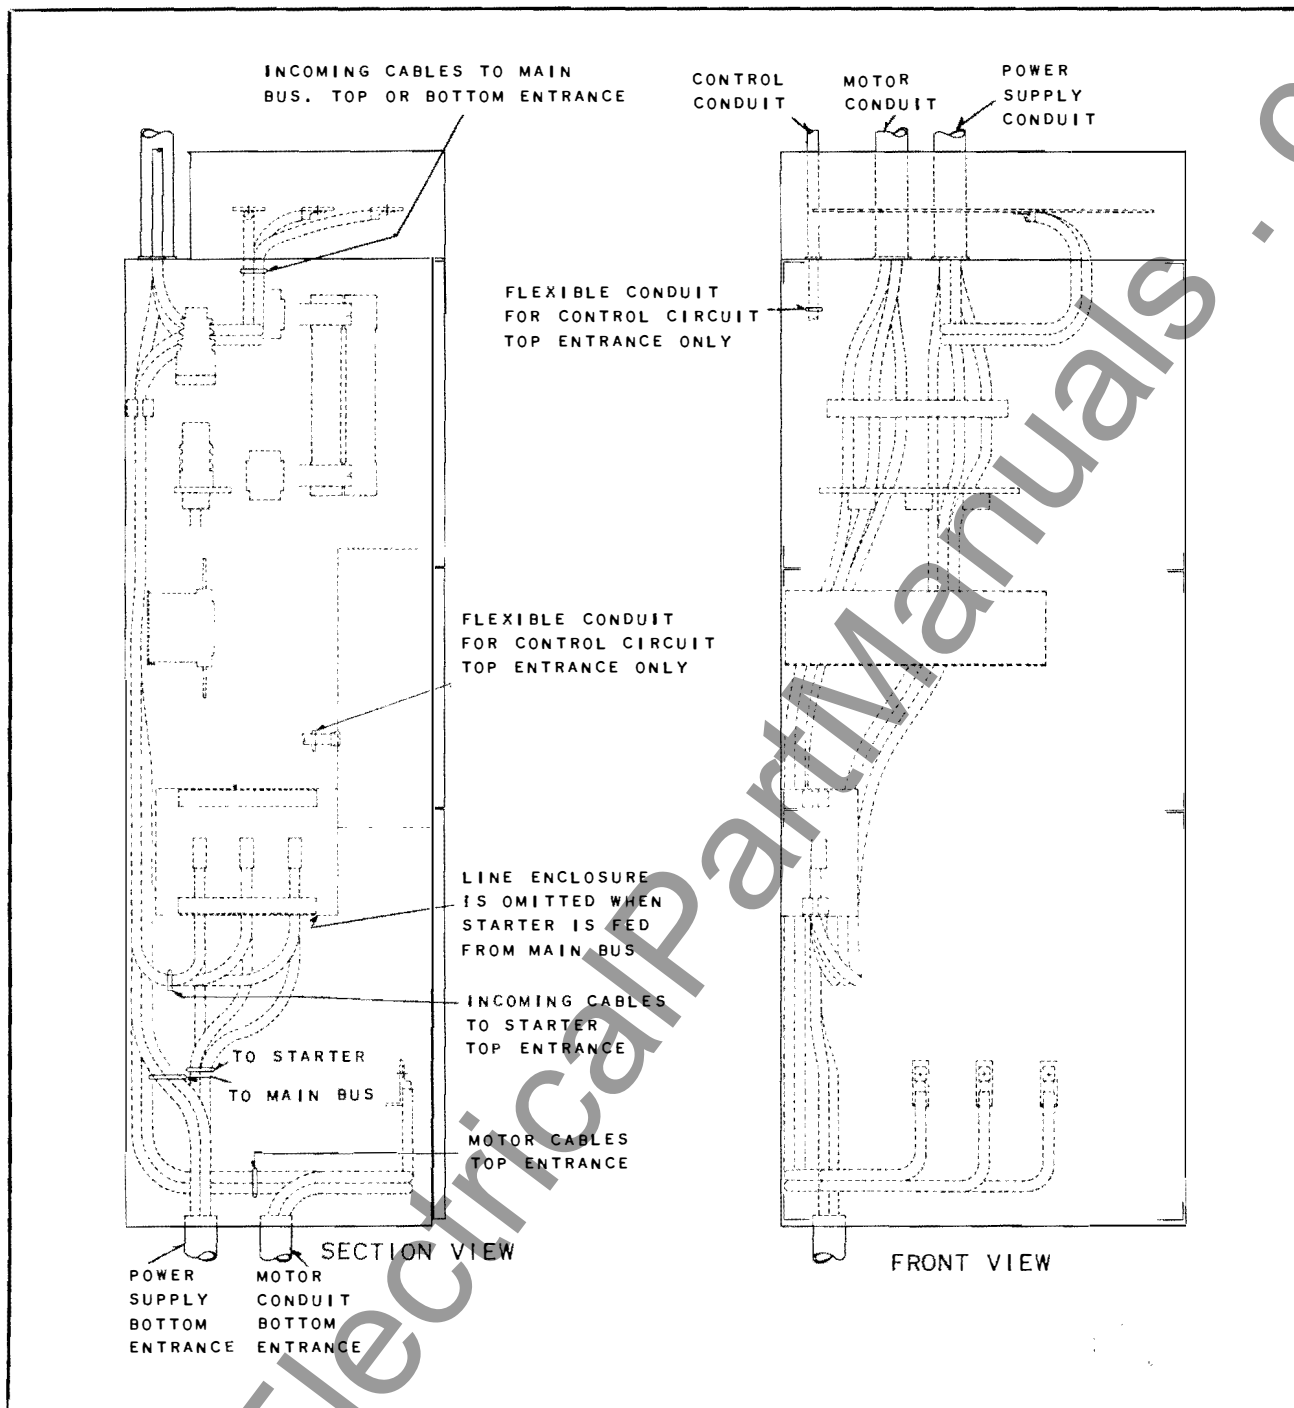 INCOMING CABLES TO MAIN
BUS. TOP OR BOTTOM ENTRANCE
CONTROL
CONDUIT
MOTOR
CONDUIT
POWER
SUPPLY
CONDUIT
FLEXIBLE CONDUIT
FOR CONTROL CIRCUIT
TOP ENTRANCE ONLY
FLEXIBLE CONDUIT
FOR CONTROL CIRCUIT
TOP ENTRANCE ONLY
LINE ENCLOSURE
IS OMITTED WHEN
STARTER IS FED
FROM MAIN BUS
INCOMING CABLES
TO STARTER
TOP ENTRANCE
TO STARTER
TO MAIN BUS
MOTOR CABLES
TOP ENTRANCE
SECTION VIEW
FRONT VIEW
POWER
SUPPLY
BOTTOM
ENTRANCE
MOTOR
CONDUIT
BOTTOM
ENTRANCE
ElectricalPartManuals . c